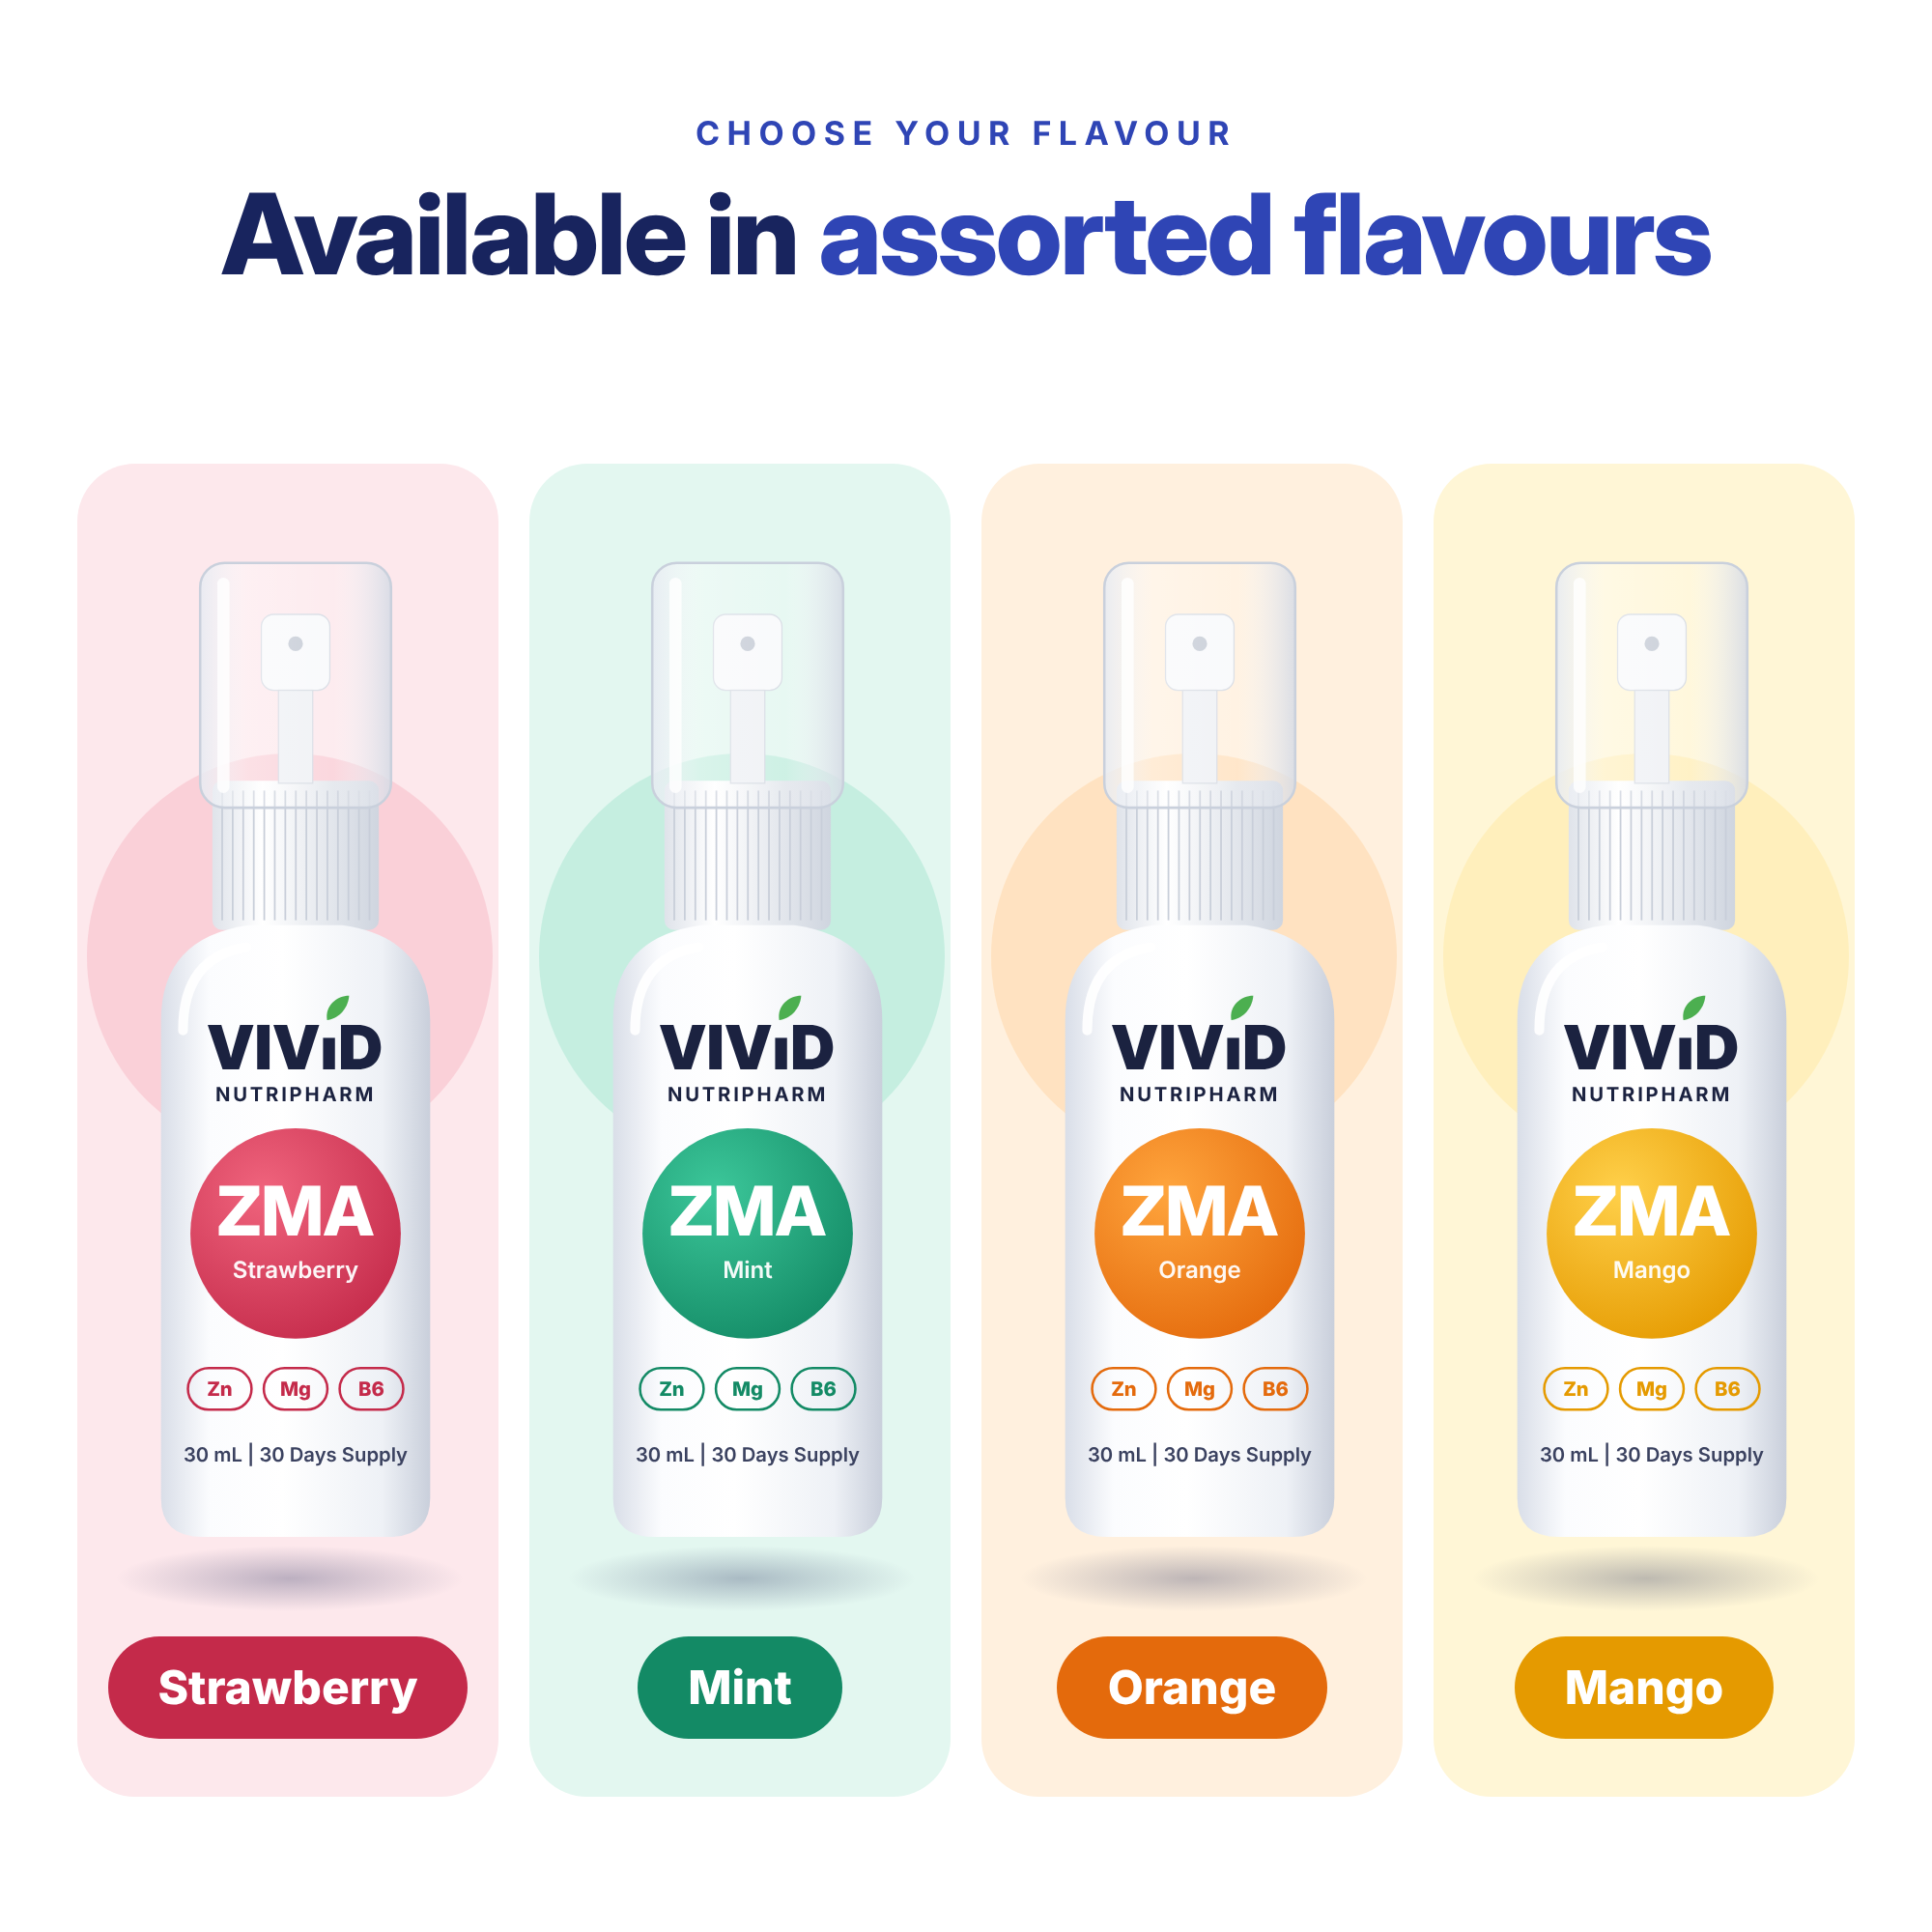 CHOOSE YOUR FLAVOUR
Available in assorted flavours
VIViD
NUTRIPHARM
ZMA
Strawberry
Zn Mg B6
30 mL | 30 Days Supply
Strawberry
VIViD
NUTRIPHARM
ZMA
Mint
Zn Mg B6
30 mL | 30 Days Supply
Mint
VIViD
NUTRIPHARM
ZMA
Orange
Zn Mg B6
30 mL | 30 Days Supply
Orange
VIViD
NUTRIPHARM
ZMA
Mango
Zn Mg B6
30 mL | 30 Days Supply
Mango